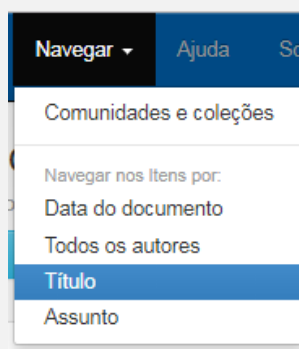 Navegar Ajuda
Comunidades e coleções
Navegar nos Itens por:
Data do documento
Todos os autores
Título
Assunto